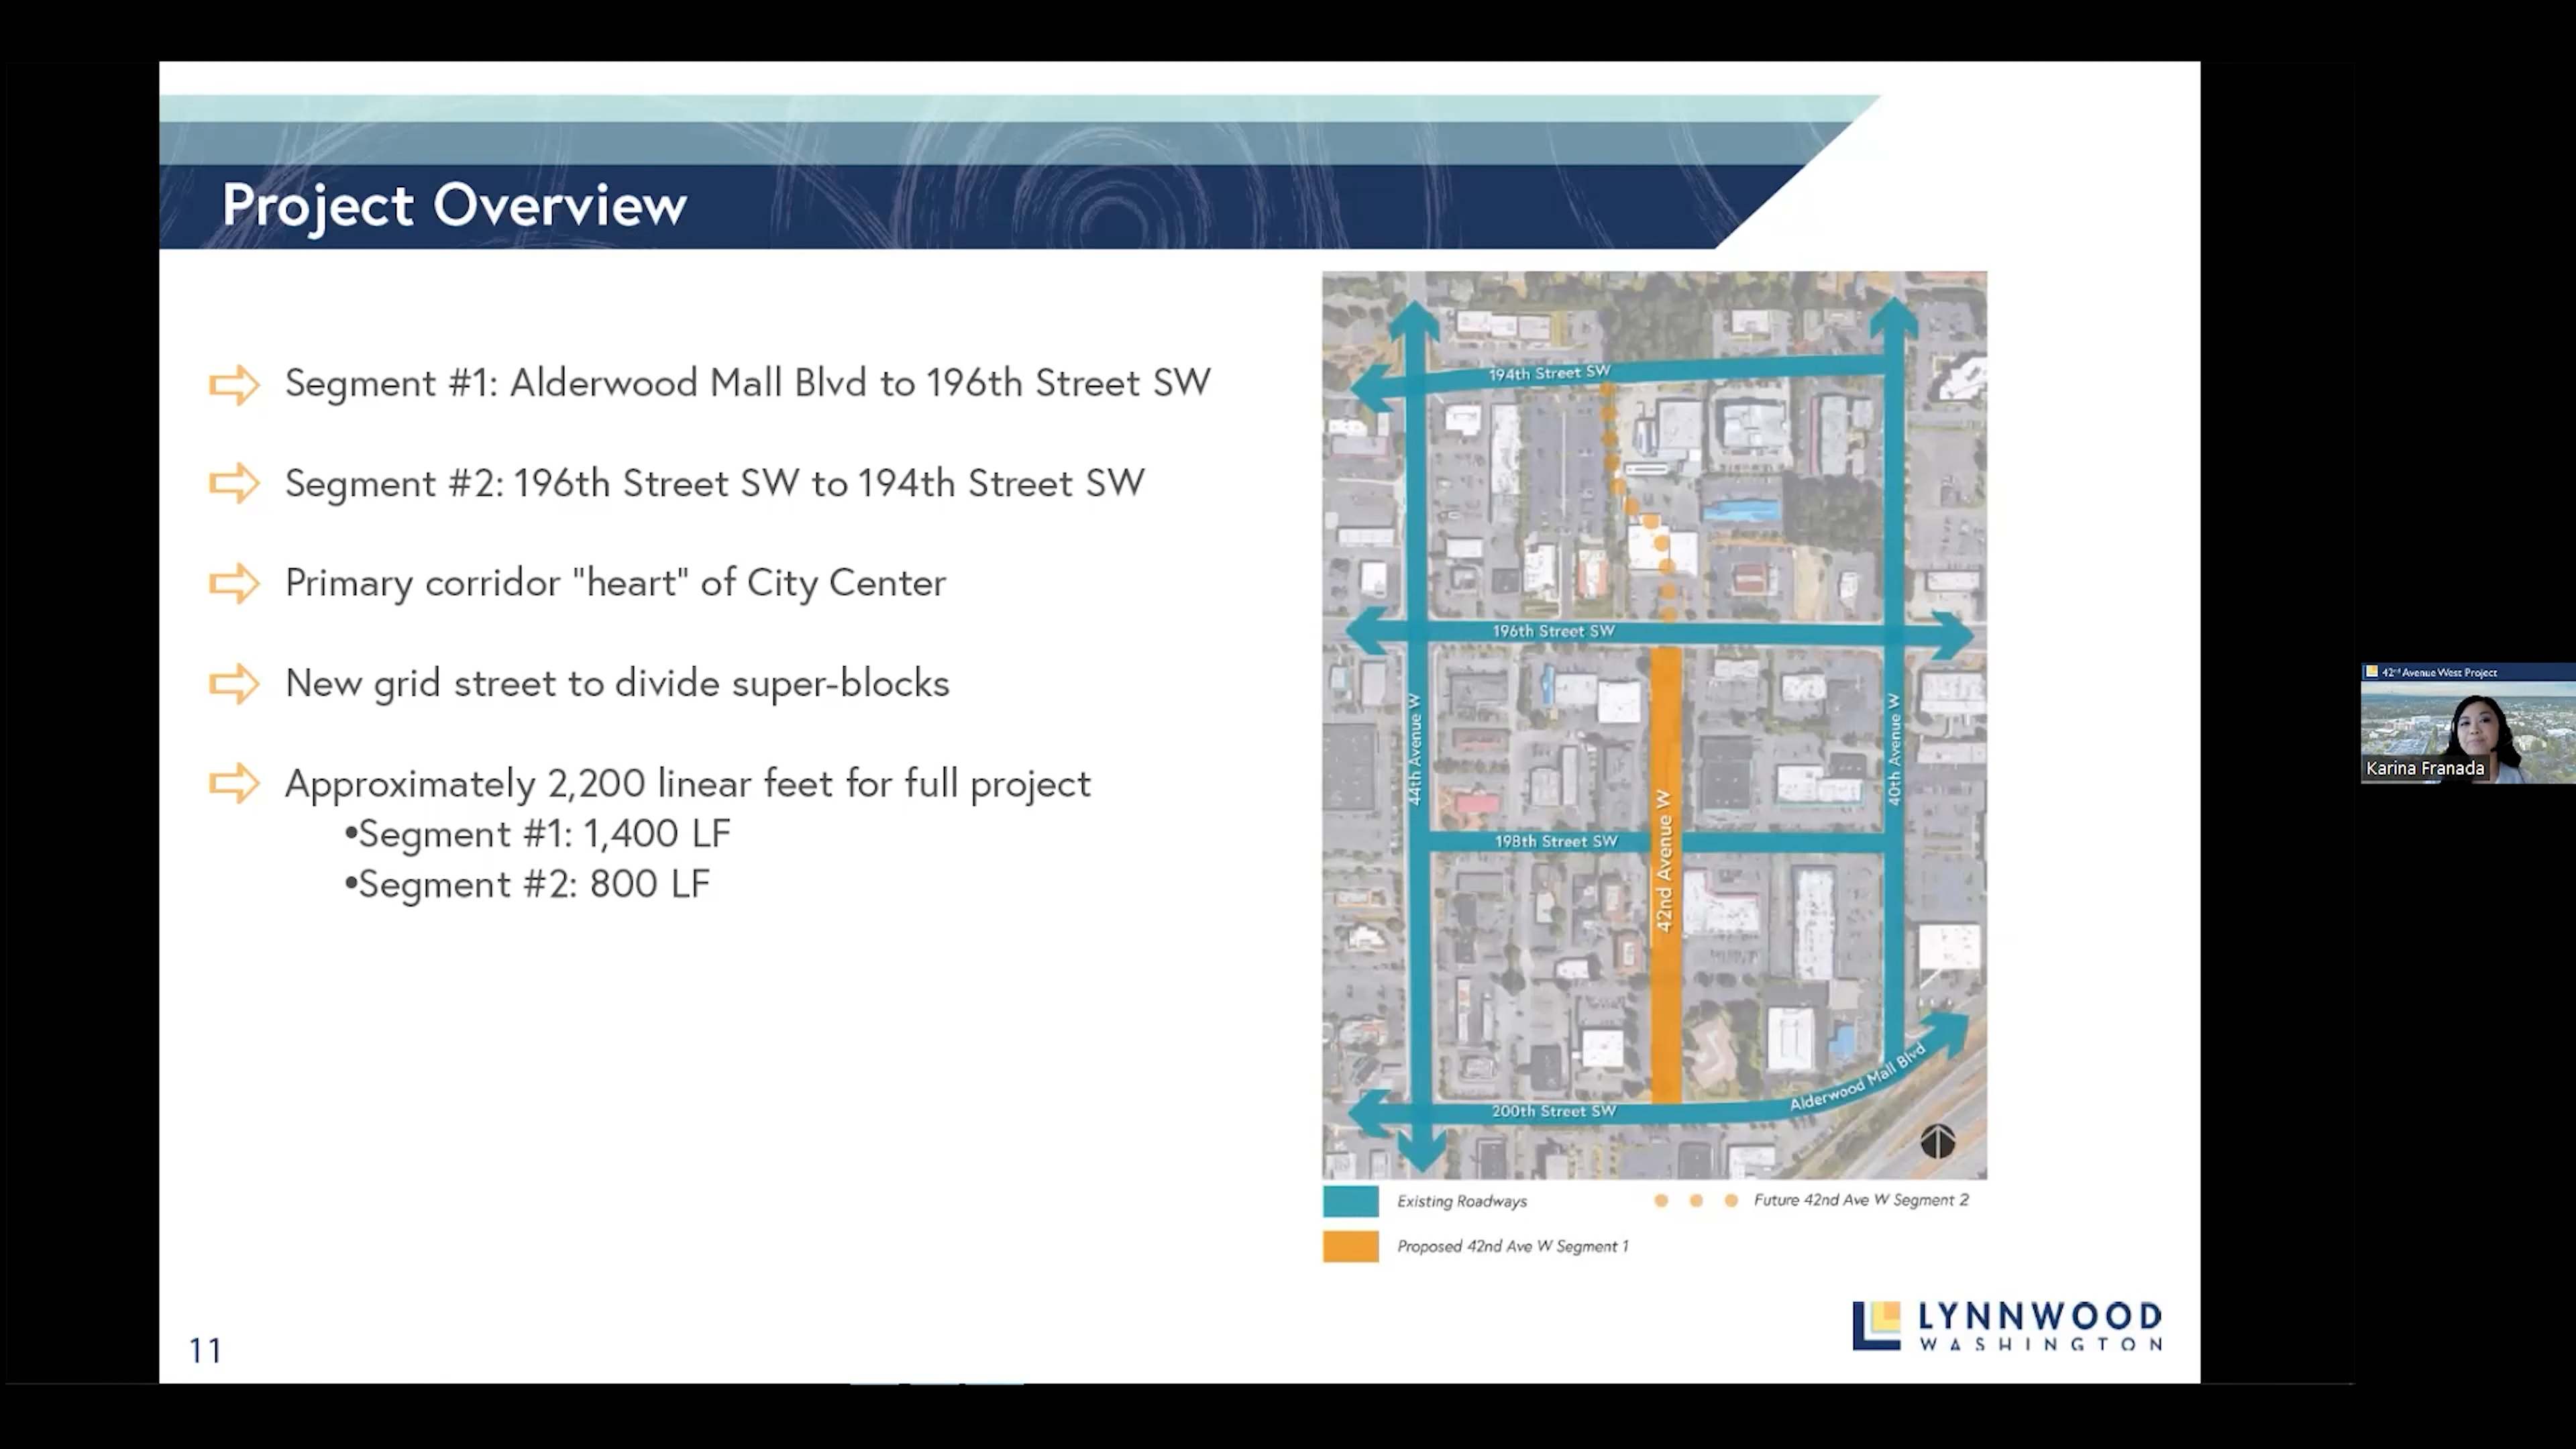 Project Overview
Segment #1: Alderwood Mall Blvd to 196th Street SW
Segment #2: 196th Street SW to 194th Street SW
Primary corridor "heart" of City Center
New grid street to divide super-blocks
Approximately 2,200 linear feet for full project
•Segment #1: 1,400 LF
•Segment #2: 800 LF
194th Street SW
196th Street SW
44th Avenue W
40th Avenue W
42nd Avenue W
198th Street SW
Alderwood Mall Blvd
200th Street SW
Existing Roadways
Future 42nd Ave W Segment 2
Proposed 42nd Ave W Segment 1
LYNNWOOD
WASHINGTON
11
42nd Avenue West Project
Karina Franada